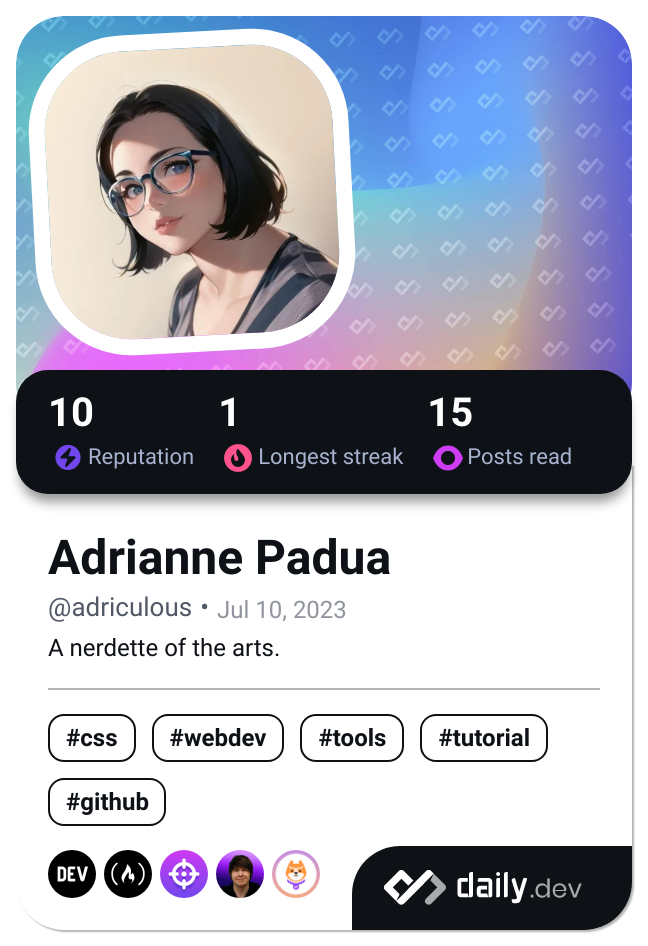 10 1 15
Reputation Longest streak Posts read
Adrianne Padua
@adriculous • Jul 10, 2023
A nerdette of the arts.
#css #webdev #tools #tutorial
#github
DEV
daily.dev